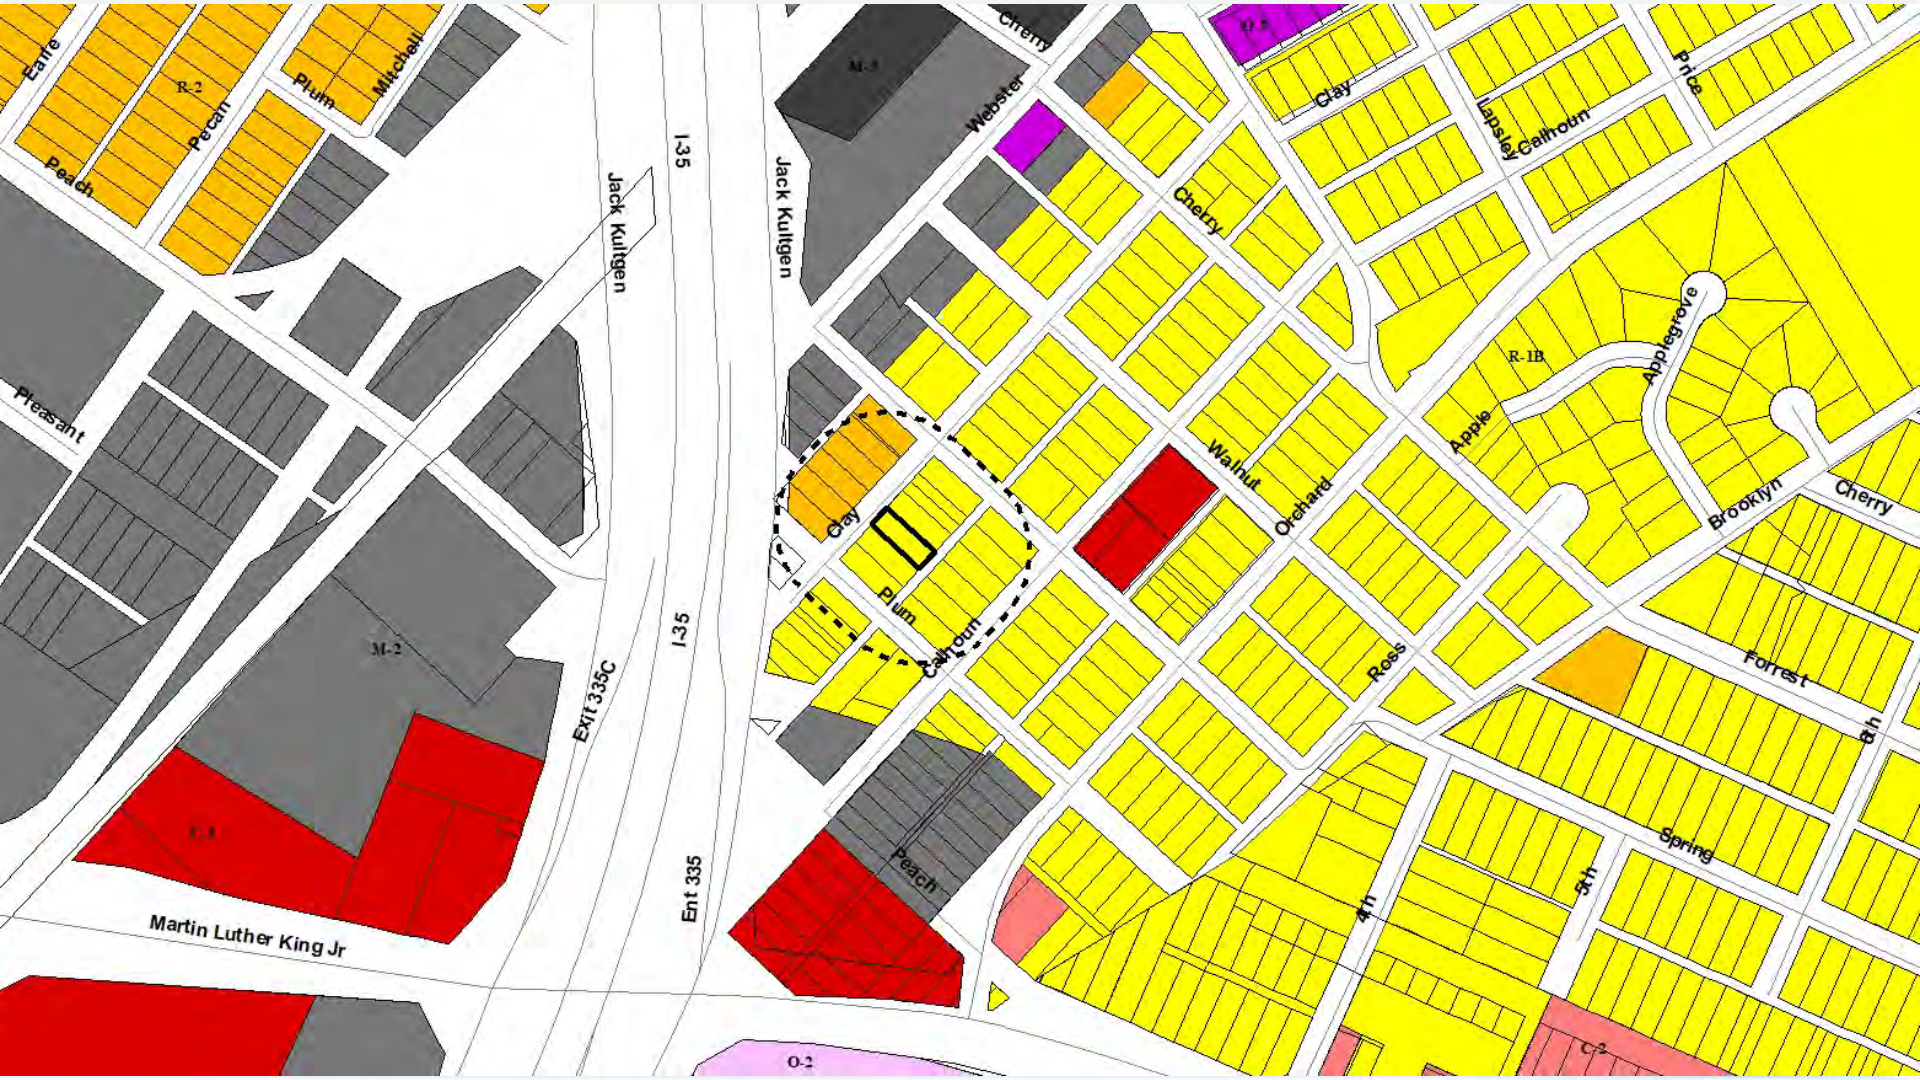 Earle
R-2
Pecan
Plum
Mitchell
Peach
Pleasant
I-35
Jack Kultgen
Jack Kultgen
M-3
Cherry
Webster
O-3
Clay
Price
Lapsley
Calhoun
Cherry
R-1B
Applegrove
Apple
Walnut
Orchard
Brooklyn
Cherry
Clay
Plum
Calhoun
I-35
M-2
Exit 335C
Ross
Forrest
6th
Spring
5th
4th
Peach
Ent 335
Martin Luther King Jr
O-2
C-2